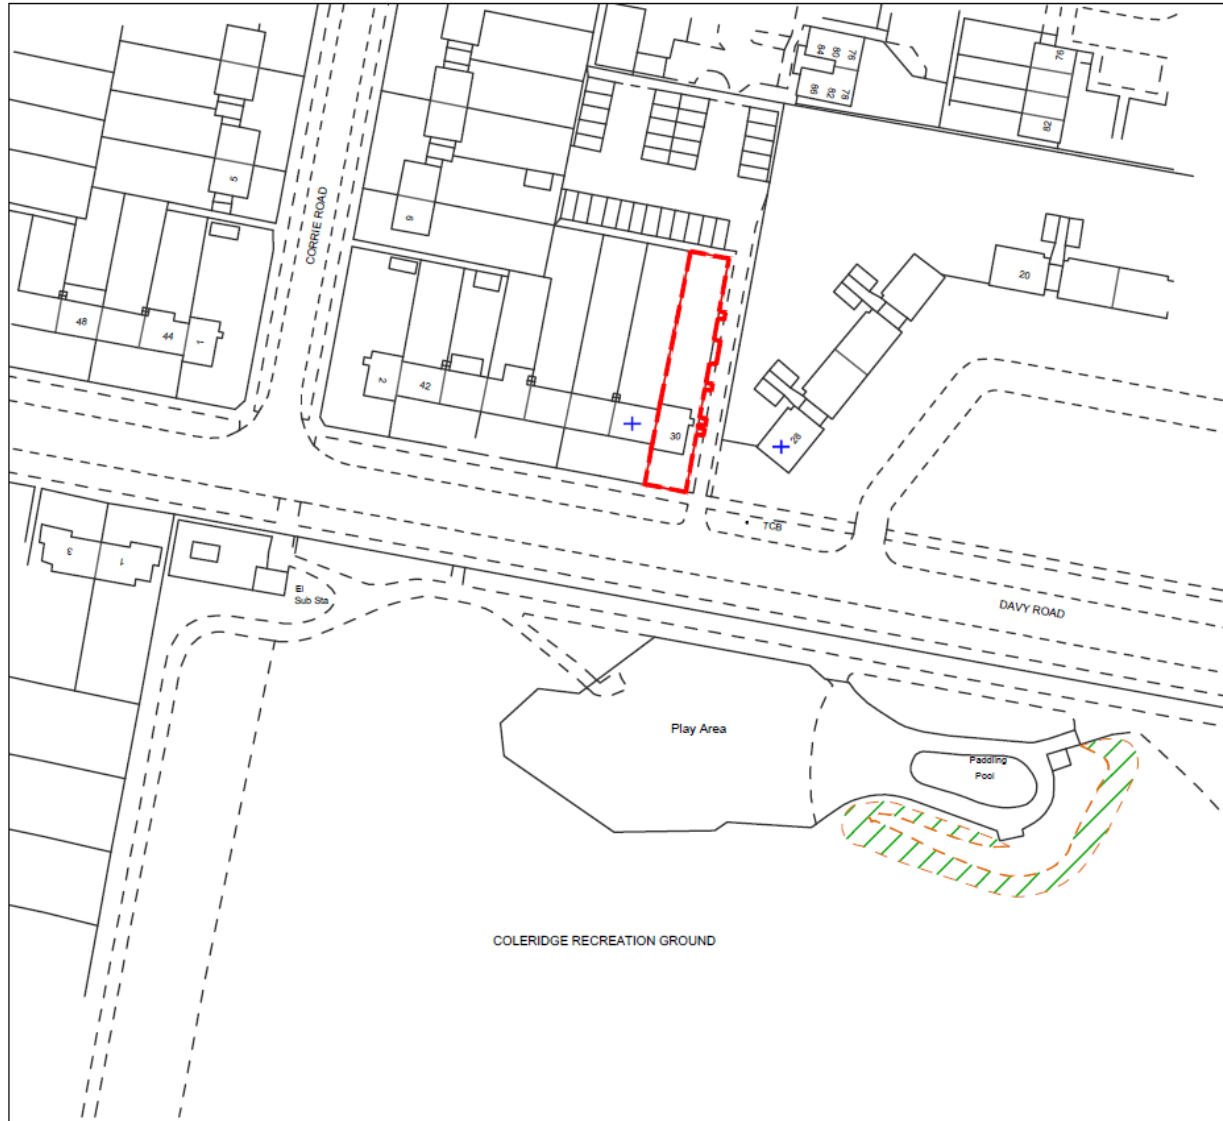 84
80
76
86
82
78
76
82
5
9
CORRIE ROAD
20
48
44
1
2
42
30
28
TCB
3
1
El
Sub Sta
DAVY ROAD
Play Area
Paddling
Pool
COLERIDGE RECREATION GROUND